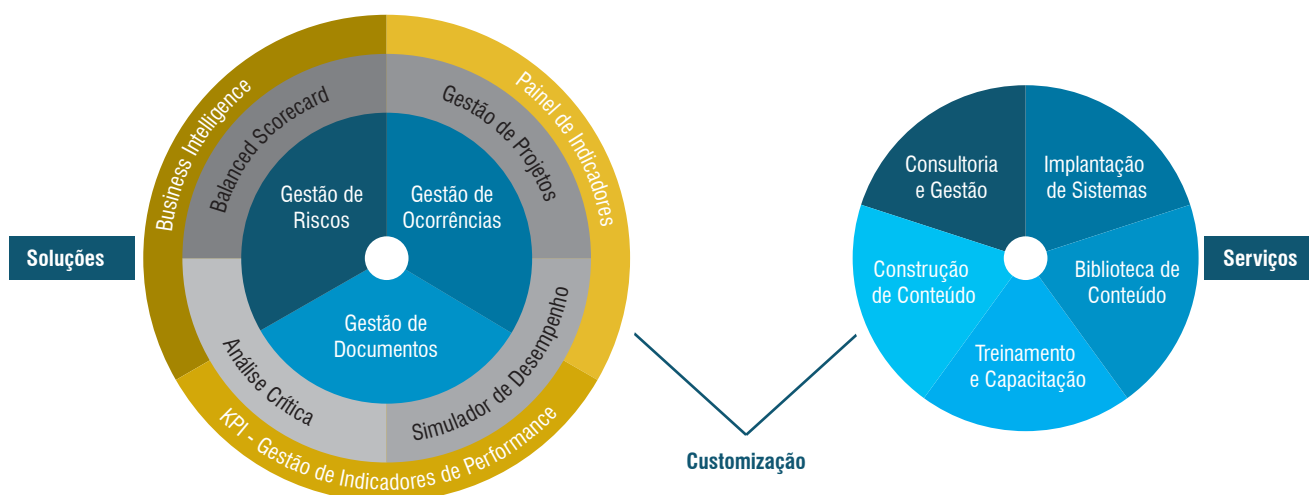 Soluções
Business Intelligence
Painel de Indicadores
KPI - Gestão de Indicadores de Performance
Balanced Scorecard
Gestão de Projetos
Análise Crítica
Simulador de Desempenho
Gestão de
Riscos
Gestão de
Ocorrências
Gestão de
Documentos
Customização
Consultoria
e Gestão
Implantação
de Sistemas
Construção
de Conteúdo
Biblioteca de
Conteúdo
Treinamento
e Capacitação
Serviços